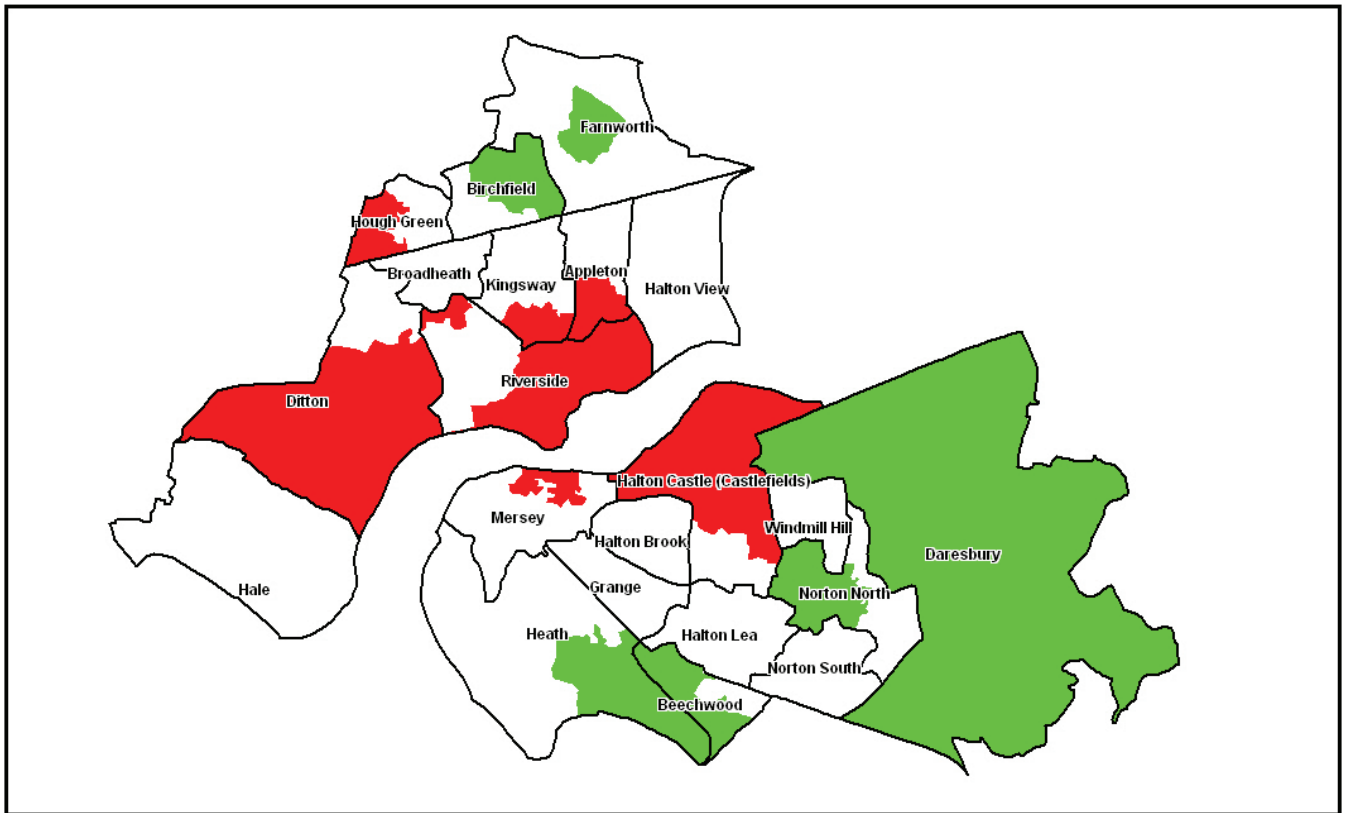 Farnworth
Birchfield
Hough Green
Broadheath
Appleton
Kingsway
Halton View
Riverside
Ditton
Halton Castle (Castlefields)
Mersey
Windmill Hill
Halton Brook
Daresbury
Hale
Grange
Norton North
Heath
Halton Lea
Norton South
Beechwood